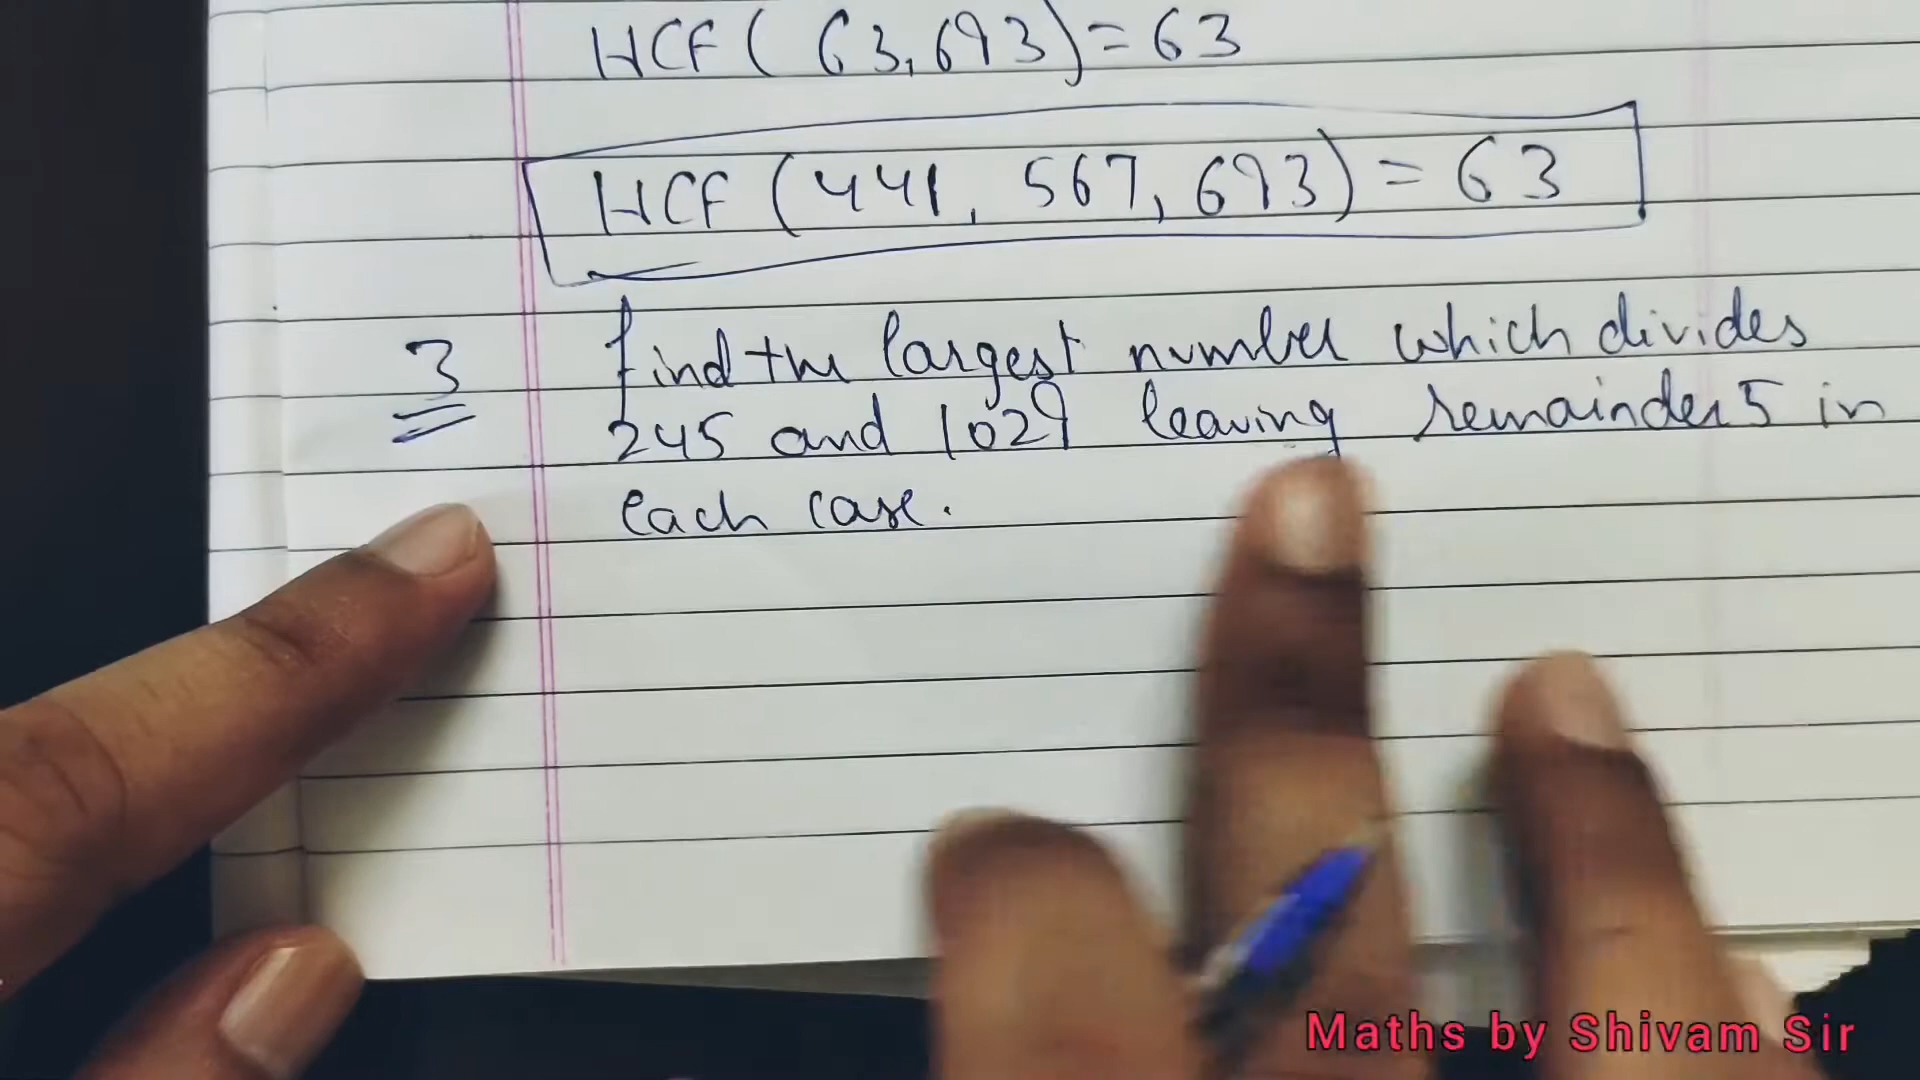 HCF ( 63, 693) = 63
HCF (441, 567, 693) = 63
3 find the largest number which divides
245 and 1029 leaving remainder 5 in
each case.
Maths by Shivam Sir